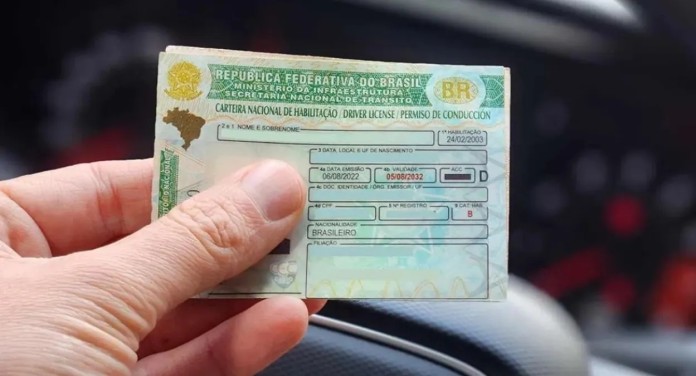 REPÚBLICA FEDERATIVA DO BRASIL
MINISTÉRIO DA INFRAESTRUTURA
SECRETARIA NACIONAL DE TRÂNSITO
BR
CARTEIRA NACIONAL DE HABILITAÇÃO / DRIVER LICENSE / PERMISO DE CONDUCCIÓN
2 e 1 NOME E SOBRENOME
1ª HABILITAÇÃO
24/02/2003
3 DATA, LOCAL E UF DE NASCIMENTO
4a DATA EMISSÃO
06/08/2022
4b VALIDADE
05/08/2032
ACC
D
4c DOC. IDENTIDADE / ÓRG. EMISSOR / UF
4d CPF
5 Nº REGISTRO
9 CAT. HAB.
B
NACIONALIDADE
BRASILEIRO
FILIAÇÃO